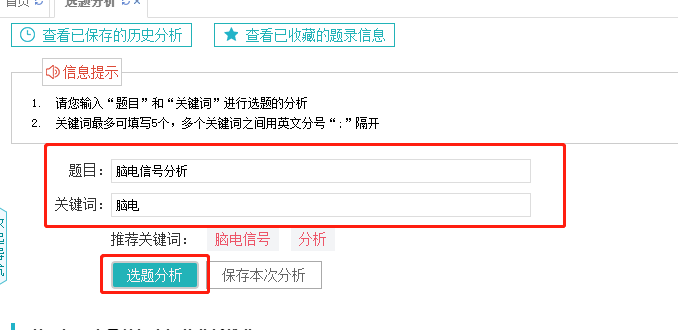 首页 选题分析 ×
查看已保存的历史分析 查看已收藏的题录信息
信息提示
1. 请您输入“题目”和“关键词”进行选题的分析
2. 关键词最多可填写5个，多个关键词之间用英文分号“;”隔开
题目: 脑电信号分析
关键词: 脑电
推荐关键词: 脑电信号 分析
选题分析 保存本次分析